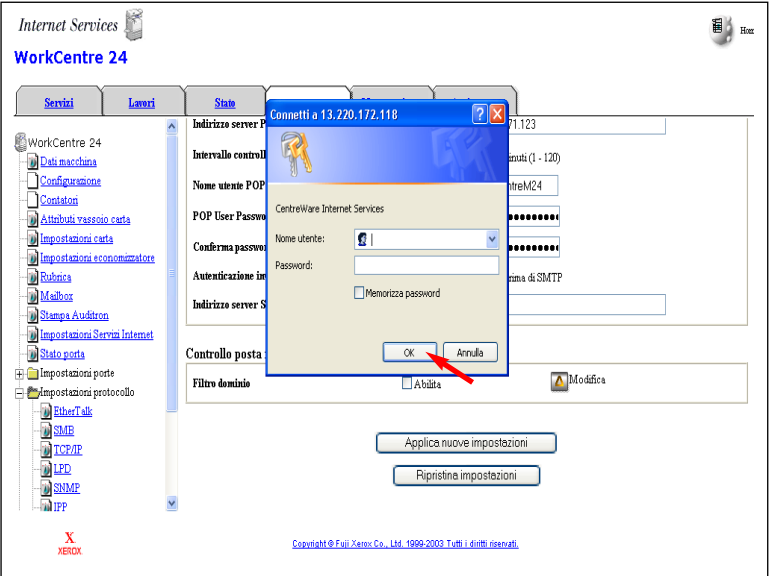 Internet Services
Home
WorkCentre 24
Servizi
Lavori
Stato
Connetti a 13.220.172.118
CentreWare Internet Services
Nome utente:
Password:
Memorizza password
OK
Annulla
WorkCentre 24
Dati macchina
Configurazione
Contatori
Attributi vassoio carta
Impostazioni carta
Impostazioni economizzatore
Rubrica
Mailbox
Stampa Auditron
Impostazioni Servizi Internet
Stato porta
Impostazioni porte
Impostazioni protocollo
EtherTalk
SMB
TCP/IP
LPD
SNMP
IPP
Indirizzo server P
71.123
Intervallo controll
inuti (1 - 120)
Nome utente POP
ntreM24
POP User Passwo
Conferma passwor
Autenticazione in
rima di SMTP
Indirizzo server S
Controllo posta
Filtro dominio
Abilita
Modifica
Applica nuove impostazioni
Ripristina impostazioni
X
XEROX
Copyright © Fuji Xerox Co., Ltd. 1999-2003 Tutti i diritti riservati.